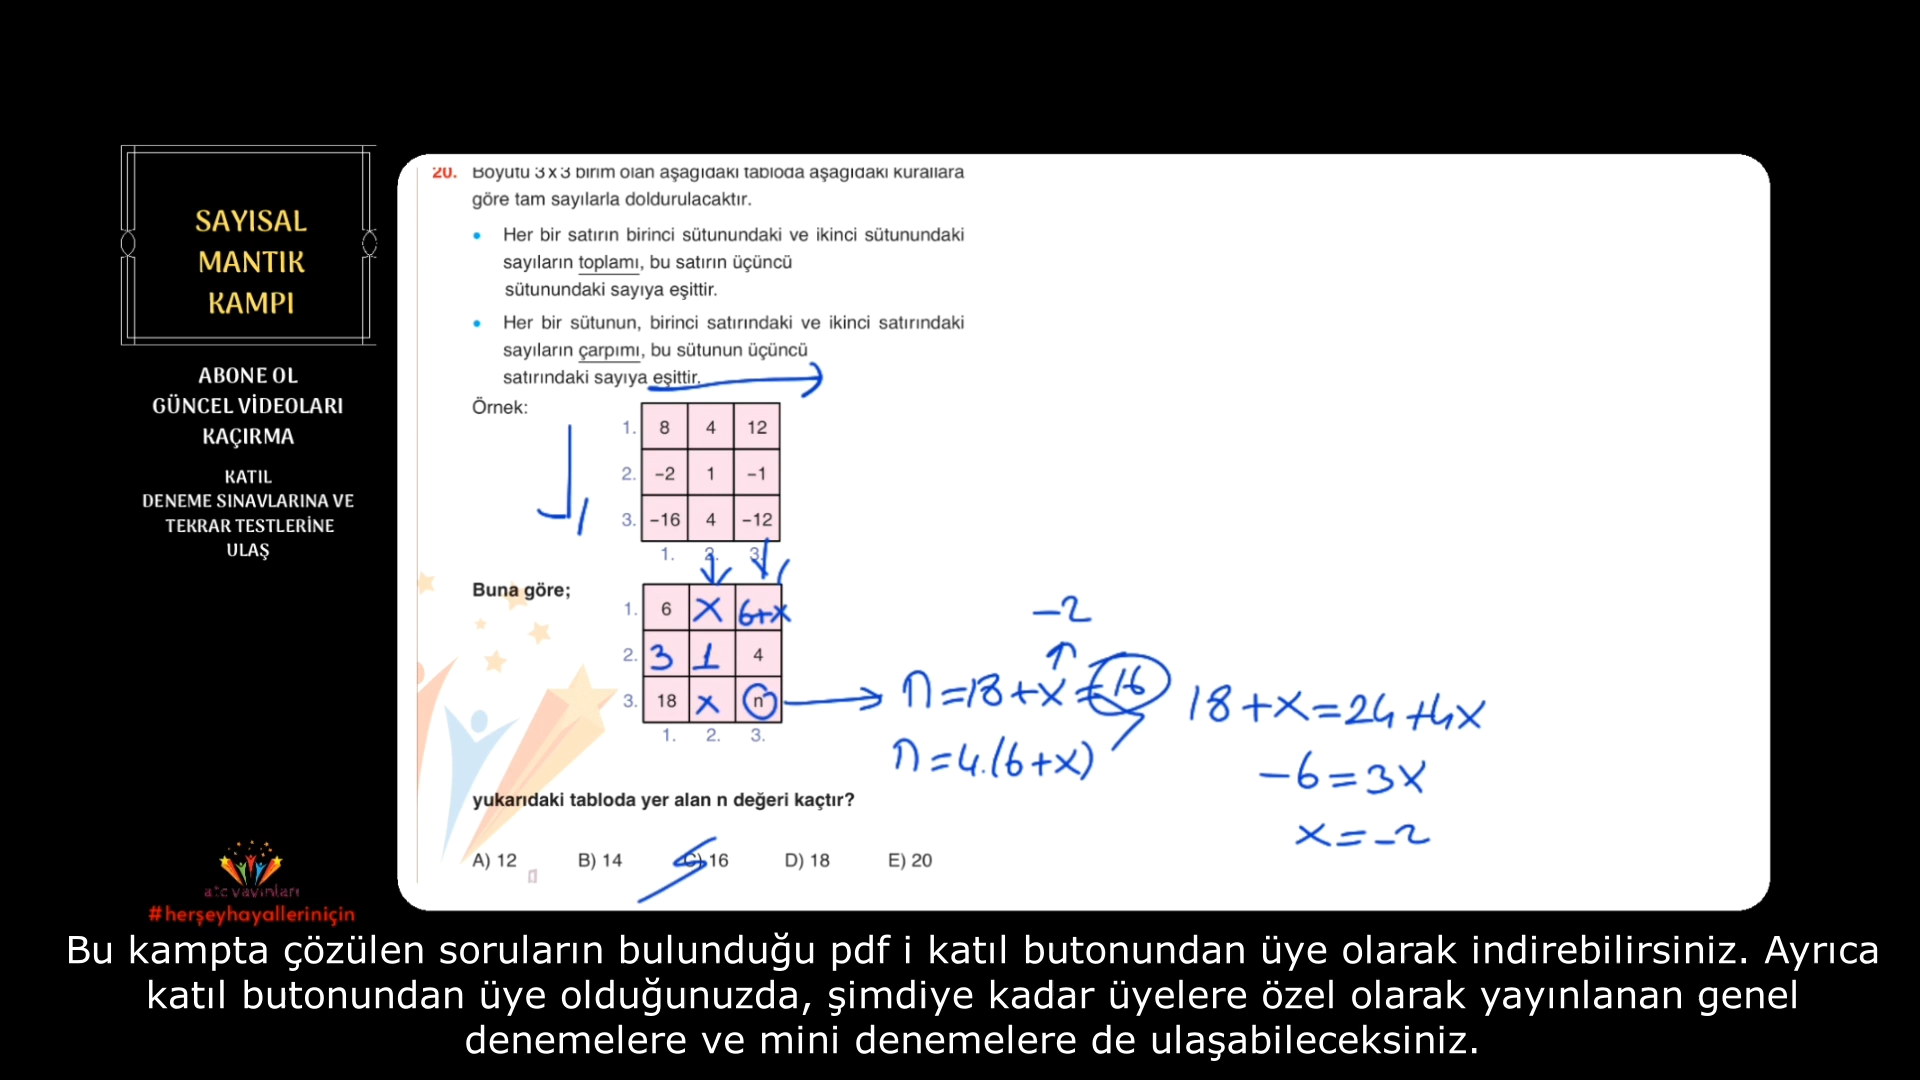 SAYISAL
MANTIK
KAMPI
ABONE OL
GÜNCEL VİDEOLARI
KAÇIRMA
KATIL
DENEME SINAVLARINA VE
TEKRAR TESTLERİNE
ULAŞ
atc yayınları
#herşeyhayalleriniçin
20. Boyutu 3x3 birim olan aşağıdaki tabloda aşağıdaki kurallara
göre tam sayılarla doldurulacaktır.
• Her bir satırın birinci sütunundaki ve ikinci sütunundaki
sayıların toplamı, bu satırın üçüncü
sütunundaki sayıya eşittir.
• Her bir sütunun, birinci satırındaki ve ikinci satırındaki
sayıların çarpımı, bu sütunun üçüncü
satırındaki sayıya eşittir.
Örnek:
1. 8 4 12
2. −2 1 −1
3. −16 4 −12
1. 2. 3.
Buna göre;
1. 6 x 6+x
2. 3 1 4
3. 18 x n
1. 2. 3.
−2
n=18+x=16
n=4.(6+x)
18+x=24+4x
−6=3x
x=−2
yukarıdaki tabloda yer alan n değeri kaçtır?
A) 12 B) 14 C) 16 D) 18 E) 20
Bu kampta çözülen soruların bulunduğu pdf i katıl butonundan üye olarak indirebilirsiniz. Ayrıca
katıl butonundan üye olduğunuzda, şimdiye kadar üyelere özel olarak yayınlanan genel
denemelere ve mini denemelere de ulaşabileceksiniz.